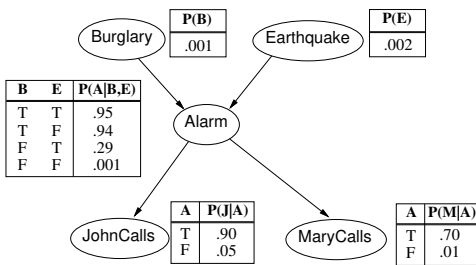 P(B)
Burglary
.001
P(E)
Earthquake
.002
B E P(A|B,E)
T T .95
T F .94
F T .29
F F .001
Alarm
A P(J|A)
JohnCalls
T .90
F .05
A P(M|A)
MaryCalls
T .70
F .01